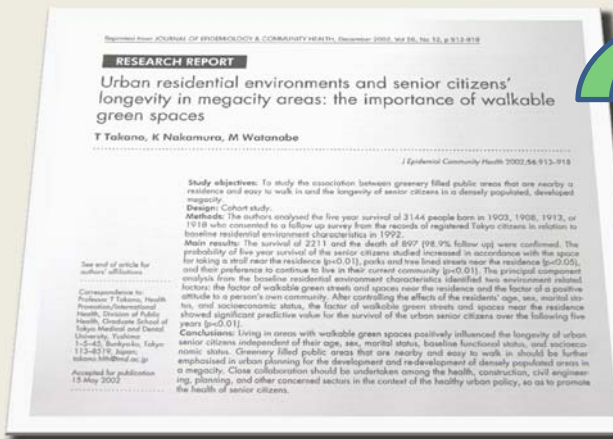 Reprinted from JOURNAL OF EPIDEMIOLOGY & COMMUNITY HEALTH, December 2002, Vol 56, No 12, p 913-918
RESEARCH REPORT
Urban residential environments and senior citizens'
longevity in megacity areas: the importance of walkable
green spaces
T Takano, K Nakamura, M Watanabe
J Epidemiol Community Health 2002;56:913–918
Study objectives: To study the association between greenery filled public areas that are nearby a
residence and easy to walk in and the longevity of senior citizens in a densely populated, developed
megacity.
Design: Cohort study.
Methods: The authors analysed the five year survival of 3144 people born in 1903, 1908, 1913, or
1918 who consented to a follow up survey from the records of registered Tokyo citizens in relation to
baseline residential environment characteristics in 1992.
Main results: The survival of 2211 and the death of 897 (98.9% follow up) were confirmed. The
probability of five year survival of the senior citizens studied increased in accordance with the space
for taking a stroll near the residence (p<0.01), parks and tree lined streets near the residence (p<0.05),
and their preference to continue to live in their current community (p<0.01). The principal component
analysis from the baseline residential environment characteristics identified two environment related
factors: the factor of walkable green streets and spaces near the residence and the factor of a positive
attitude to a person's own community. After controlling the effects of the residents' age, sex, marital sta-
tus, and socioeconomic status, the factor of walkable green streets and spaces near the residence
showed significant predictive value for the survival of the urban senior citizens over the following five
years (p<0.01).
Conclusions: Living in areas with walkable green spaces positively influenced the longevity of urban
senior citizens independent of their age, sex, marital status, baseline functional status, and socioeco-
nomic status. Greenery filled public areas that are nearby and easy to walk in should be further
emphasised in urban planning for the development and re-development of densely populated areas in
a megacity. Close collaboration should be undertaken among the health, construction, civil engineer-
ing, planning, and other concerned sectors in the context of the healthy urban policy, so as to promote
the health of senior citizens.
See end of article for
authors' affiliations
Correspondence to:
Professor T Takano, Health
Promotion/International
Health, Division of Public
Health, Graduate School of
Tokyo Medical and Dental
University, Yushima
1-5-45, Bunkyo-ku, Tokyo
113-8519, Japan;
takano.hlth@tmd.ac.jp
Accepted for publication
15 May 2002